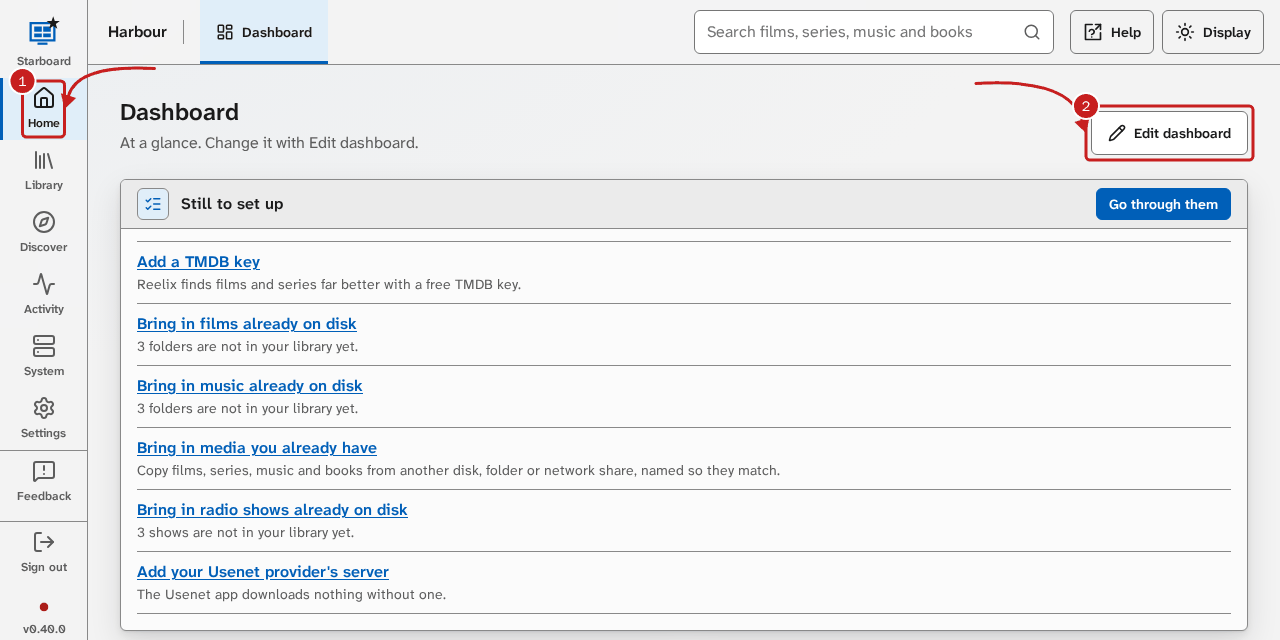 Starboard
1
Home
Library
Discover
Activity
System
Settings
Feedback
Sign out
v0.40.0
Harbour
Dashboard
Search films, series, music and books
Help
Display
Dashboard
At a glance. Change it with Edit dashboard.
2
Edit dashboard
Still to set up
Go through them
Add a TMDB key
Reelix finds films and series far better with a free TMDB key.
Bring in films already on disk
3 folders are not in your library yet.
Bring in music already on disk
3 folders are not in your library yet.
Bring in media you already have
Copy films, series, music and books from another disk, folder or network share, named so they match.
Bring in radio shows already on disk
3 shows are not in your library yet.
Add your Usenet provider's server
The Usenet app downloads nothing without one.